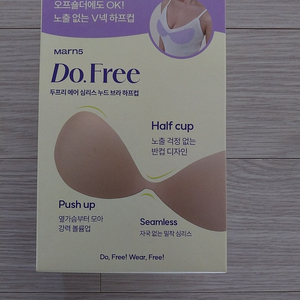 오프숄더에도 OK!
노출 없는 V넥 하프컵
Marn5
Do. Free
두프리 에어 심리스 누드 브라 하프컵
Half cup
노출 걱정 없는
반컵 디자인
Push up
옆가슴부터 모아
강력 볼륨업
Seamless
자국 없는 밀착 심리스
Do, Free! Wear, Free!